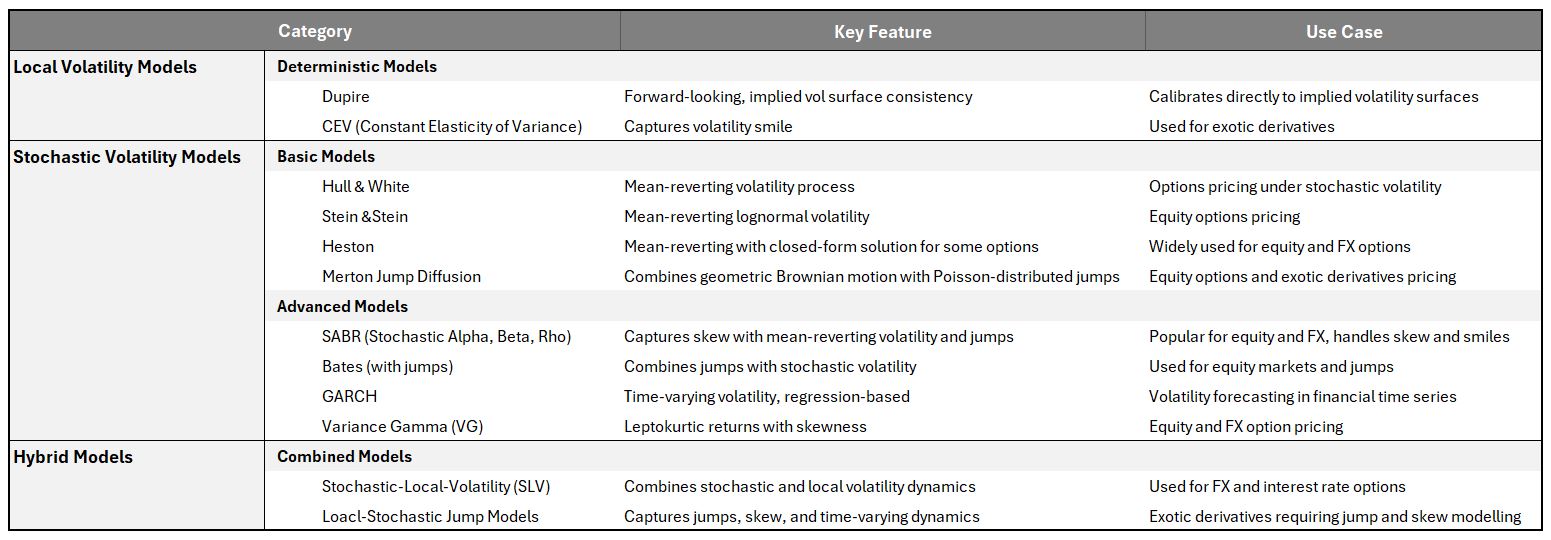 Category Key Feature Use Case
Local Volatility Models Deterministic Models
Dupire Forward-looking, implied vol surface consistency Calibrates directly to implied volatility surfaces
CEV (Constant Elasticity of Variance) Captures volatility smile Used for exotic derivatives
Stochastic Volatility Models Basic Models
Hull & White Mean-reverting volatility process Options pricing under stochastic volatility
Stein &Stein Mean-reverting lognormal volatility Equity options pricing
Heston Mean-reverting with closed-form solution for some options Widely used for equity and FX options
Merton Jump Diffusion Combines geometric Brownian motion with Poisson-distributed jumps Equity options and exotic derivatives pricing
Advanced Models
SABR (Stochastic Alpha, Beta, Rho) Captures skew with mean-reverting volatility and jumps Popular for equity and FX, handles skew and smiles
Bates (with jumps) Combines jumps with stochastic volatility Used for equity markets and jumps
GARCH Time-varying volatility, regression-based Volatility forecasting in financial time series
Variance Gamma (VG) Leptokurtic returns with skewness Equity and FX option pricing
Hybrid Models Combined Models
Stochastic-Local-Volatility (SLV) Combines stochastic and local volatility dynamics Used for FX and interest rate options
Loacl-Stochastic Jump Models Captures jumps, skew, and time-varying dynamics Exotic derivatives requiring jump and skew modelling